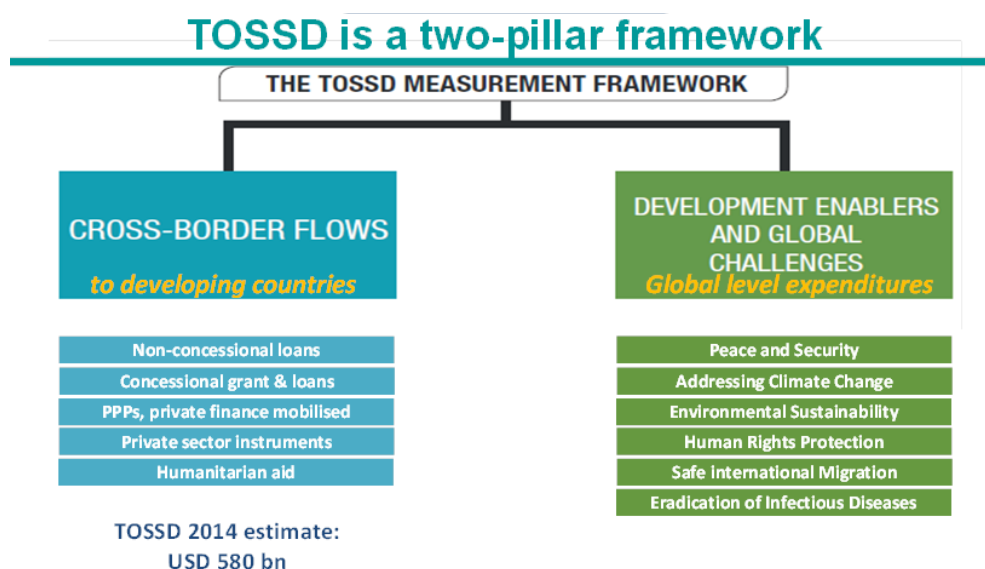 TOSSD is a two-pillar framework
THE TOSSD MEASUREMENT FRAMEWORK
CROSS-BORDER FLOWS
to developing countries
Non-concessional loans
Concessional grant & loans
PPPs, private finance mobilised
Private sector instruments
Humanitarian aid
TOSSD 2014 estimate:
USD 580 bn
DEVELOPMENT ENABLERS
AND GLOBAL
CHALLENGES
Global level expenditures
Peace and Security
Addressing Climate Change
Environmental Sustainability
Human Rights Protection
Safe international Migration
Eradication of Infectious Diseases